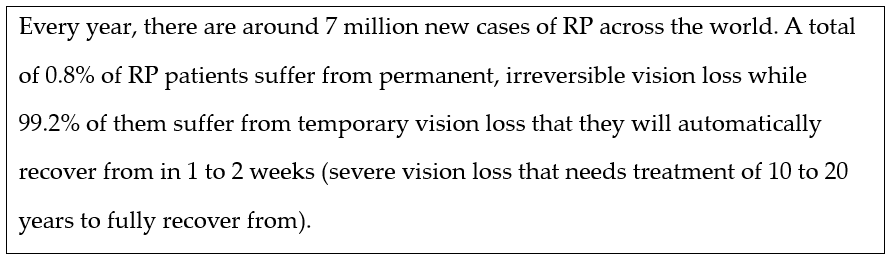 Every year, there are around 7 million new cases of RP across the world. A total
of 0.8% of RP patients suffer from permanent, irreversible vision loss while
99.2% of them suffer from temporary vision loss that they will automatically
recover from in 1 to 2 weeks (severe vision loss that needs treatment of 10 to 20
years to fully recover from).